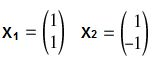 X₁ = (1 1) X₂ = (1 -1)